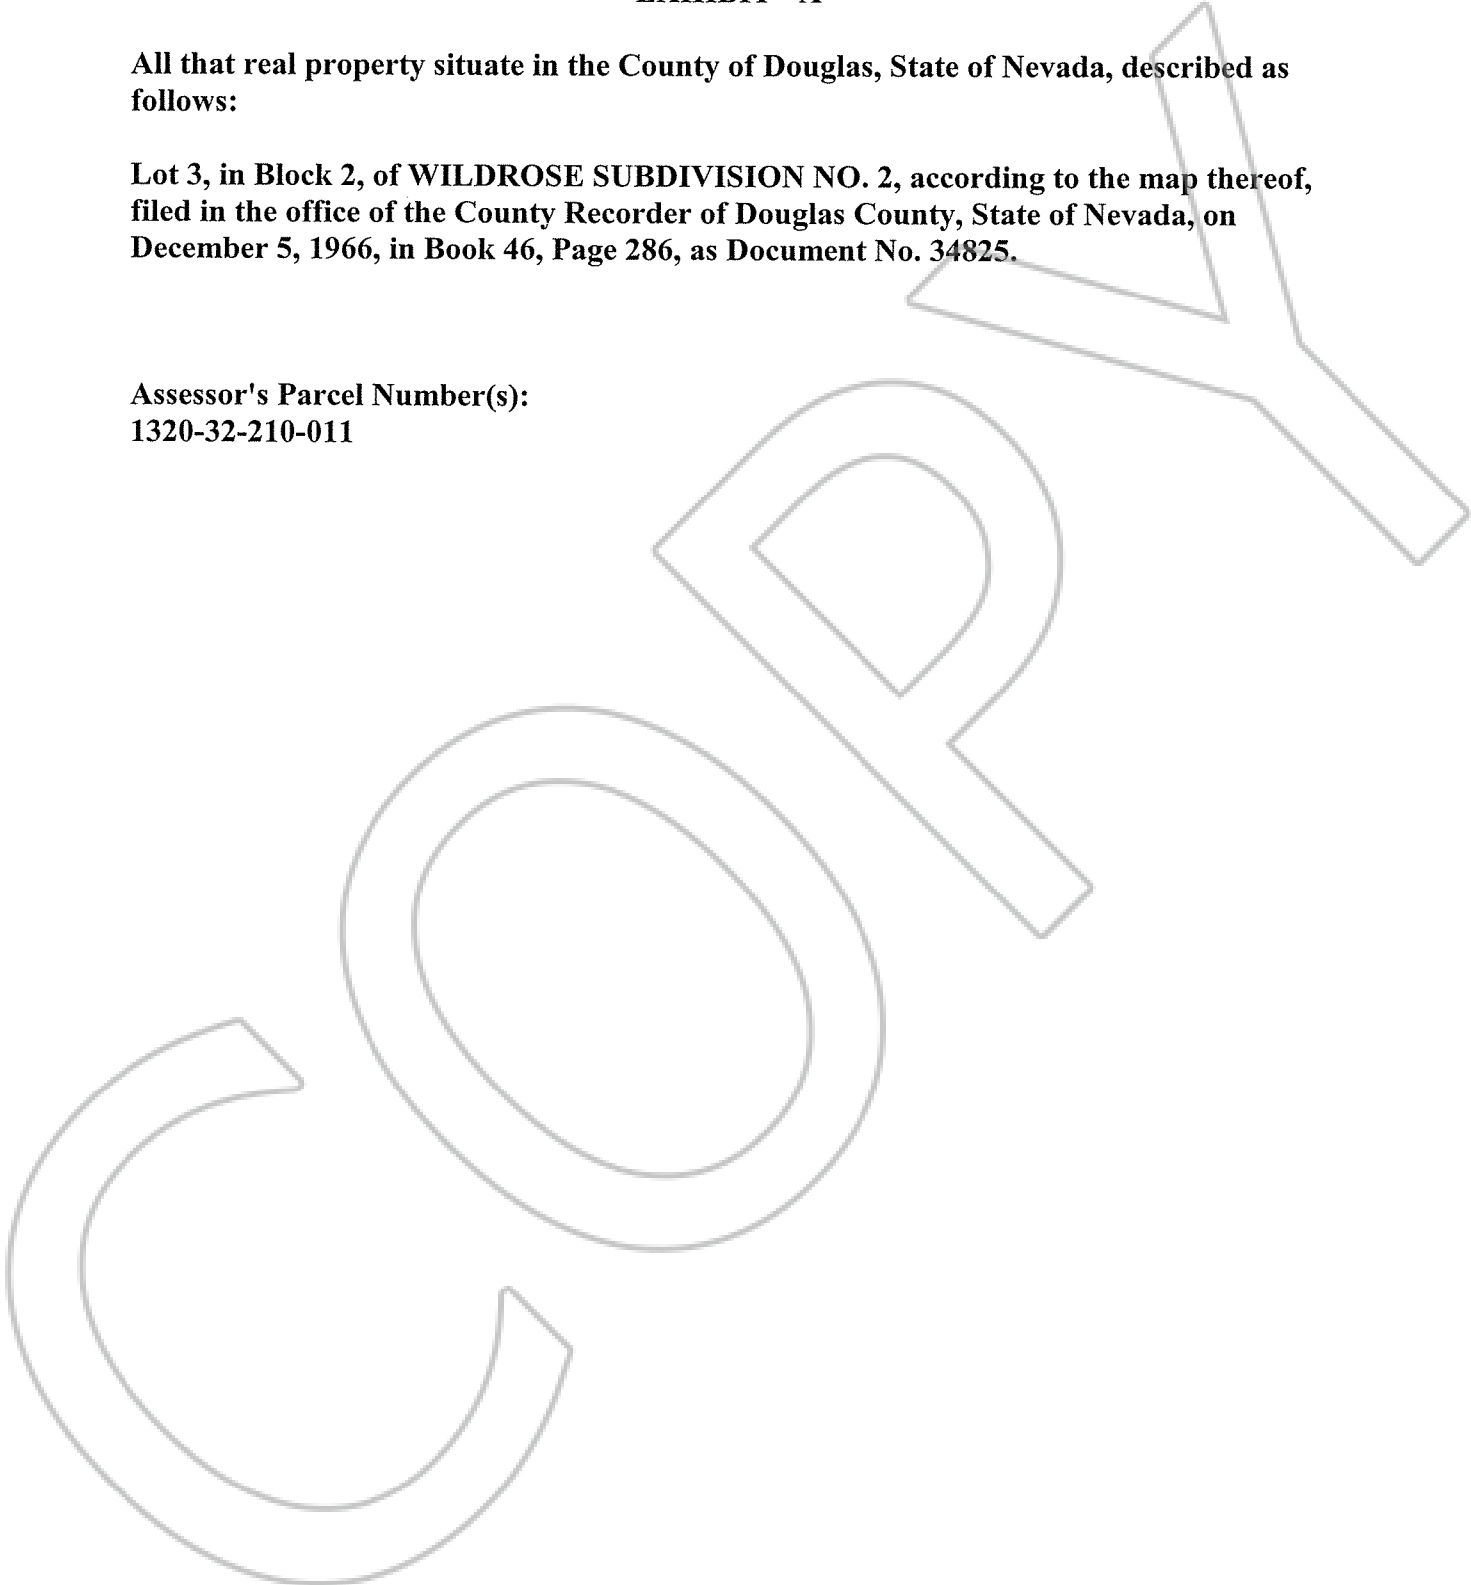 All that real property situate in the County of Douglas, State of Nevada, described as
follows:
Lot 3, in Block 2, of WILDROSE SUBDIVISION NO. 2, according to the map thereof,
filed in the office of the County Recorder of Douglas County, State of Nevada, on
December 5, 1966, in Book 46, Page 286, as Document No. 34825.
Assessor's Parcel Number(s):
1320-32-210-011
COPY